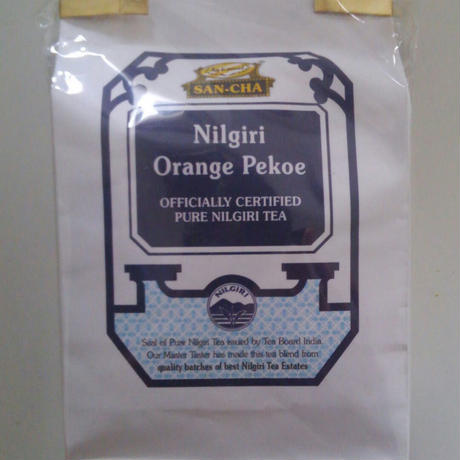 SAN-CHA
Nilgiri
Orange Pekoe
OFFICIALLY CERTIFIED
PURE NILGIRI TEA
NILGIRI
Seal of Pure Nilgiri Tea issued by Tea Board India.
Our Master Taster has made this tea blend from
quality batches of best Nilgiri Tea Estates